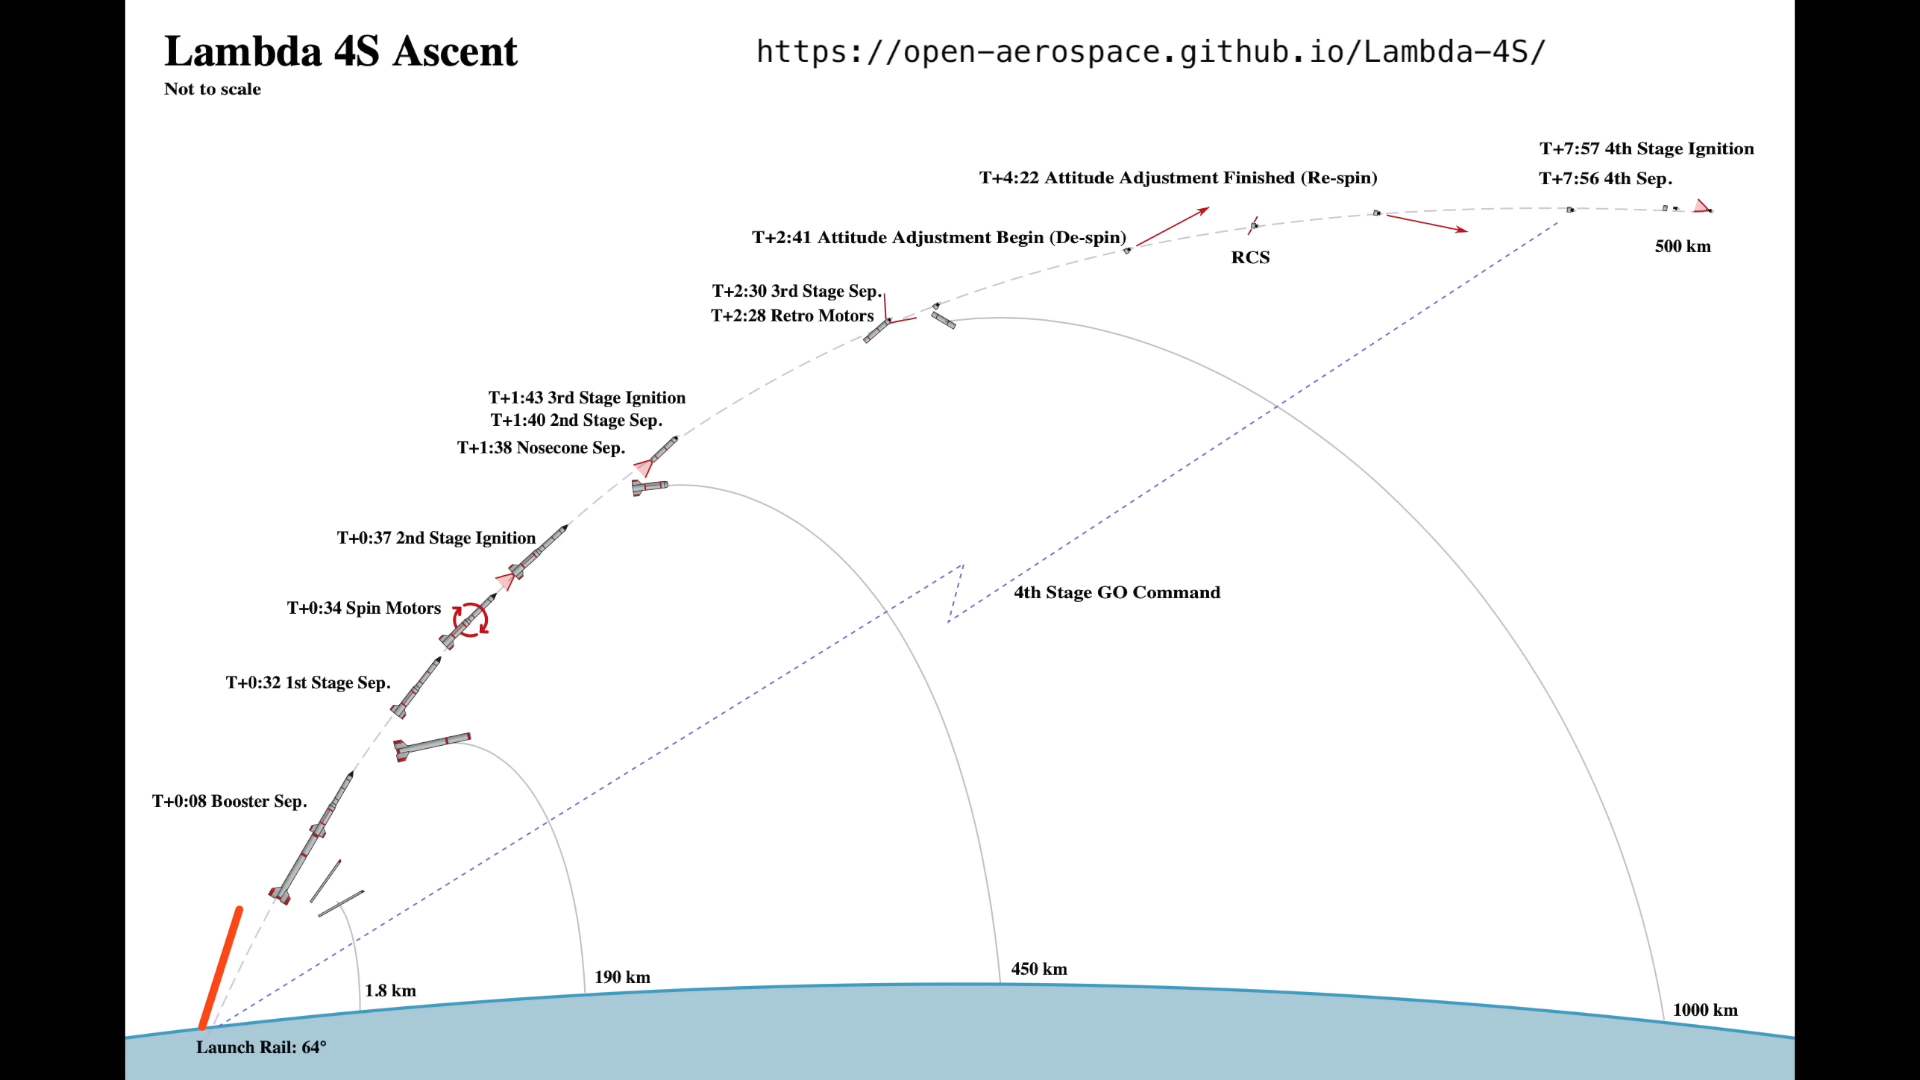 Lambda 4S Ascent
https://open-aerospace.github.io/Lambda-4S/
Not to scale
T+7:57 4th Stage Ignition
T+7:56 4th Sep.
T+4:22 Attitude Adjustment Finished (Re-spin)
T+2:41 Attitude Adjustment Begin (De-spin)
RCS
500 km
T+2:30 3rd Stage Sep.
T+2:28 Retro Motors
T+1:43 3rd Stage Ignition
T+1:40 2nd Stage Sep.
T+1:38 Nosecone Sep.
T+0:37 2nd Stage Ignition
4th Stage GO Command
T+0:34 Spin Motors
T+0:32 1st Stage Sep.
T+0:08 Booster Sep.
1.8 km
190 km
450 km
1000 km
Launch Rail: 64°